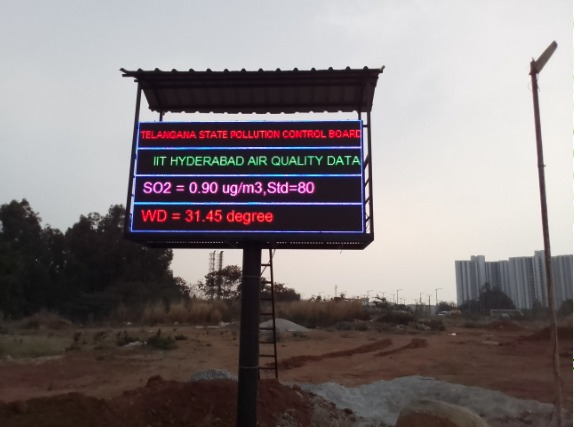 TELANGANA STATE POLLUTION CONTROL BOARD
IIT HYDERABAD AIR QUALITY DATA
SO2 = 0.90 ug/m3,Std=80
WD = 31.45 degree